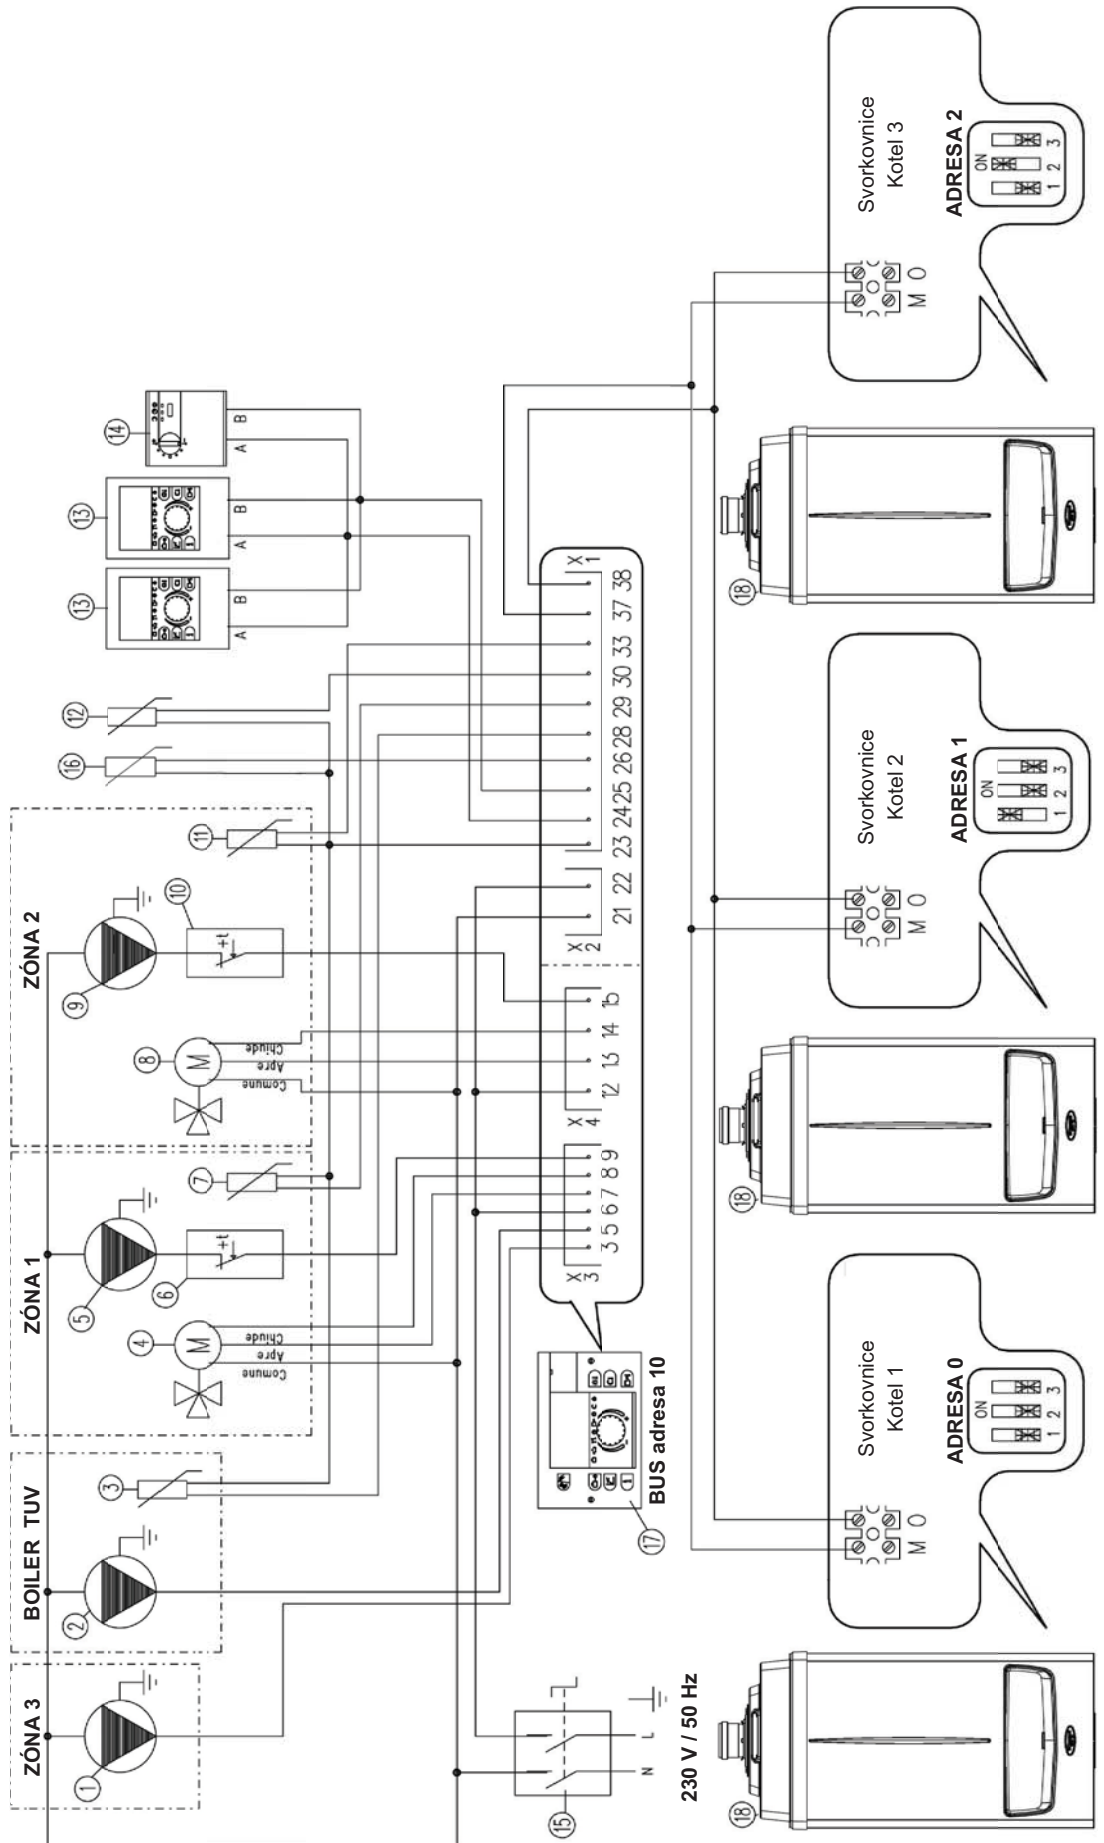 ZÓNA 3
BOILER TUV
ZÓNA 1
ZÓNA 2
1
2
3
4
5
6
7
8
9
10
11
16
12
13
13
14
M
Comune
Apre
Chiude
+t
M
Comune
Apre
Chiude
+t
A B
A B
A B
X 3
3 5 6 7 8 9
X 4
12 13 14 15
X 2
21 22
23 24 25 26 28 29 30 33 37 38
X 1
17
BUS adresa 10
15
N L
230 V / 50 Hz
18
18
18
M O
Svorkovnice
Kotel 1
ADRESA 0
ON
1 2 3
M O
Svorkovnice
Kotel 2
ADRESA 1
ON
1 2 3
M O
Svorkovnice
Kotel 3
ADRESA 2
ON
1 2 3